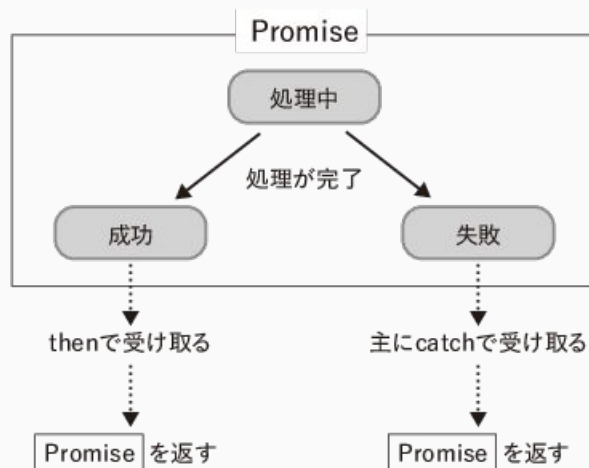 Promise
処理中
処理が完了
成功
失敗
thenで受け取る
主にcatchで受け取る
Promise を返す
Promise を返す